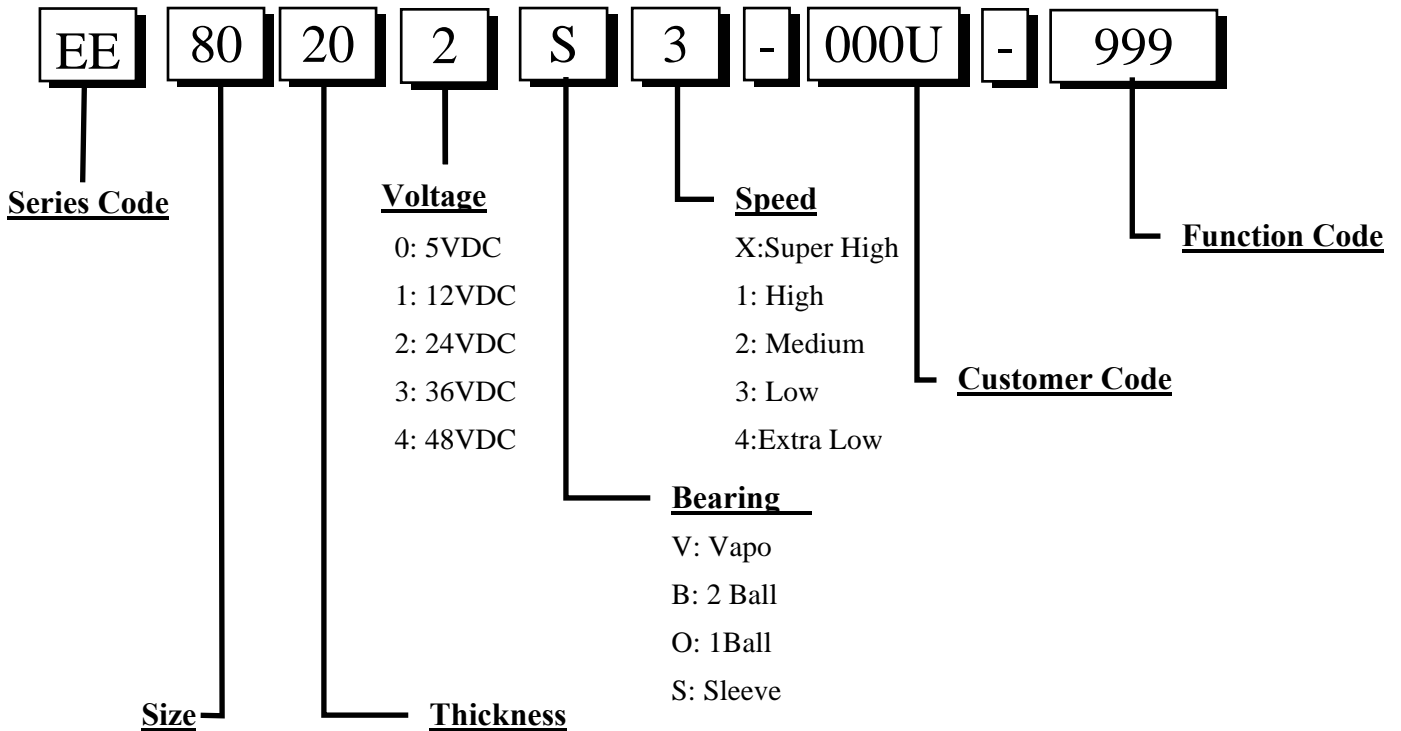 EE 80 20 2 S 3 - 000U - 999
Series Code
Voltage
0: 5VDC
1: 12VDC
2: 24VDC
3: 36VDC
4: 48VDC
Speed
X:Super High
1: High
2: Medium
3: Low
4:Extra Low
Function Code
Customer Code
Bearing
V: Vapo
B: 2 Ball
O: 1Ball
S: Sleeve
Size
Thickness